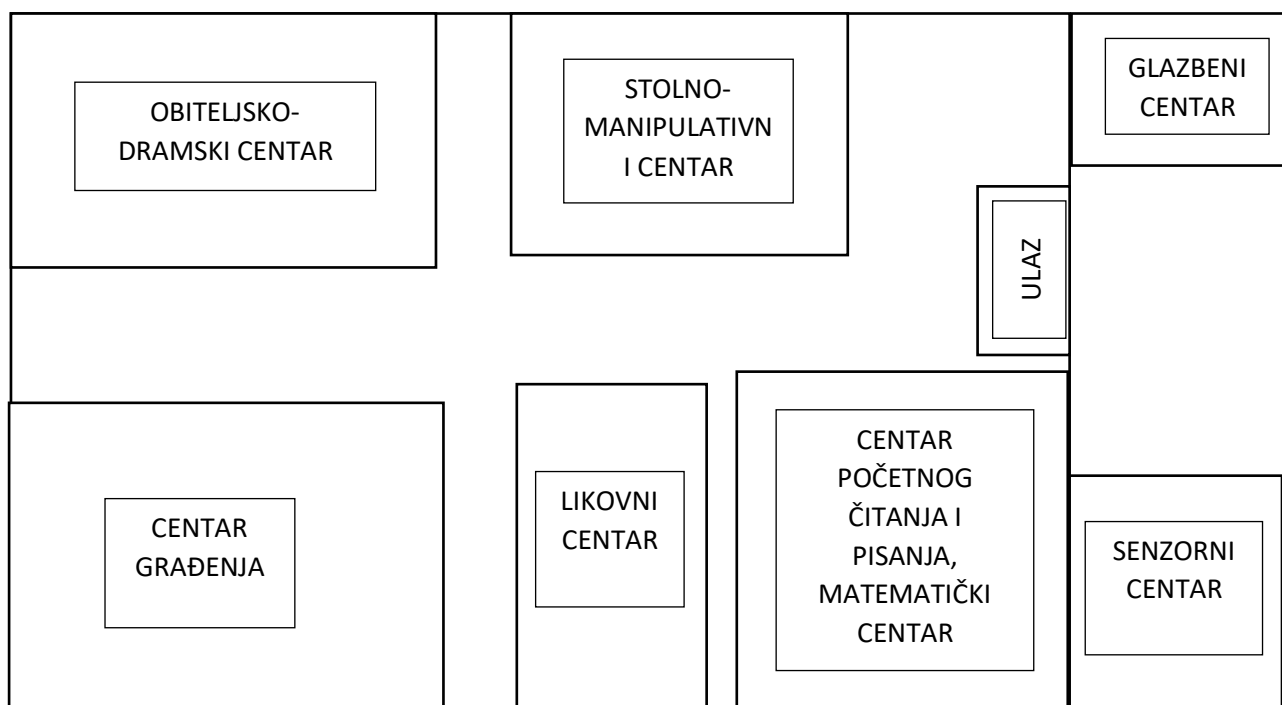 OBITELJSKO-
DRAMSKI CENTAR
STOLNO-
MANIPULATIVN
I CENTAR
GLAZBENI
CENTAR
ULAZ
CENTAR
GRAĐENJA
LIKOVNI
CENTAR
CENTAR
POČETNOG
ČITANJA I
PISANJA,
MATEMATIČKI
CENTAR
SENZORNI
CENTAR